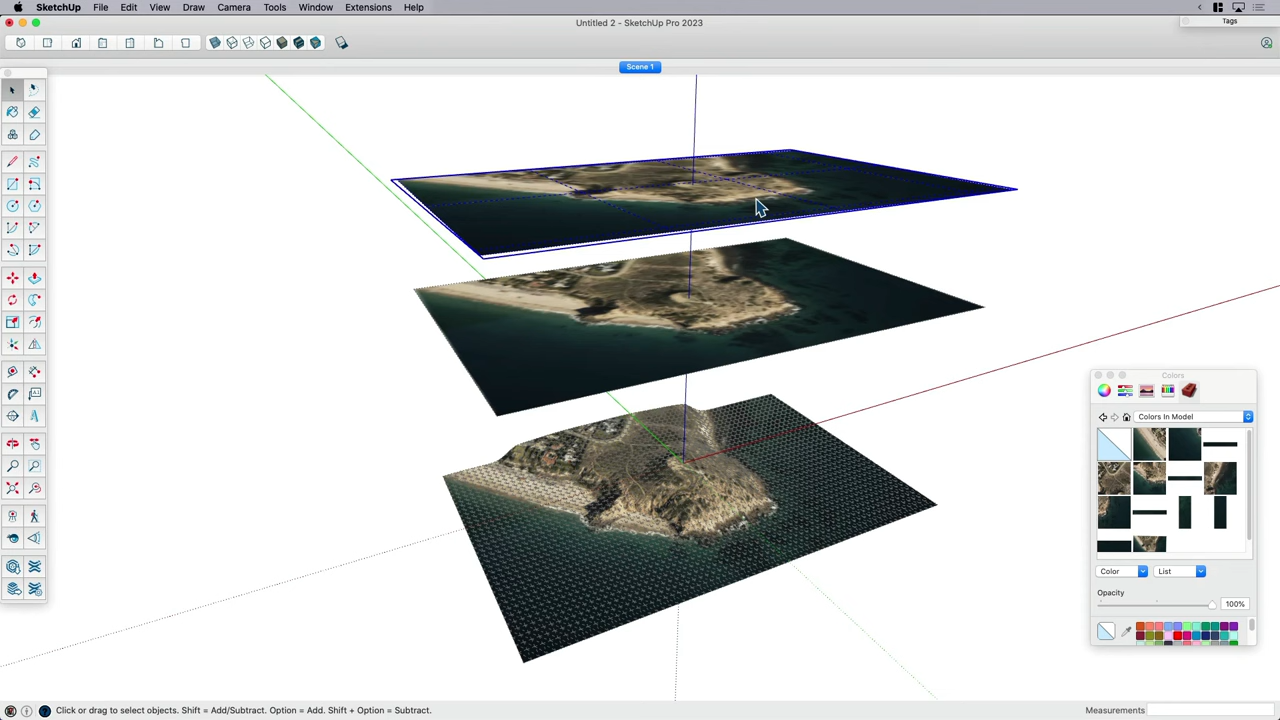 SketchUp File Edit View Draw Camera Tools Window Extensions Help
Untitled 2 - SketchUp Pro 2023
Tags
Scene 1
Colors
Colors In Model
Color List
Opacity
100%
Click or drag to select objects. Shift = Add/Subtract. Option = Add. Shift + Option = Subtract.
Measurements